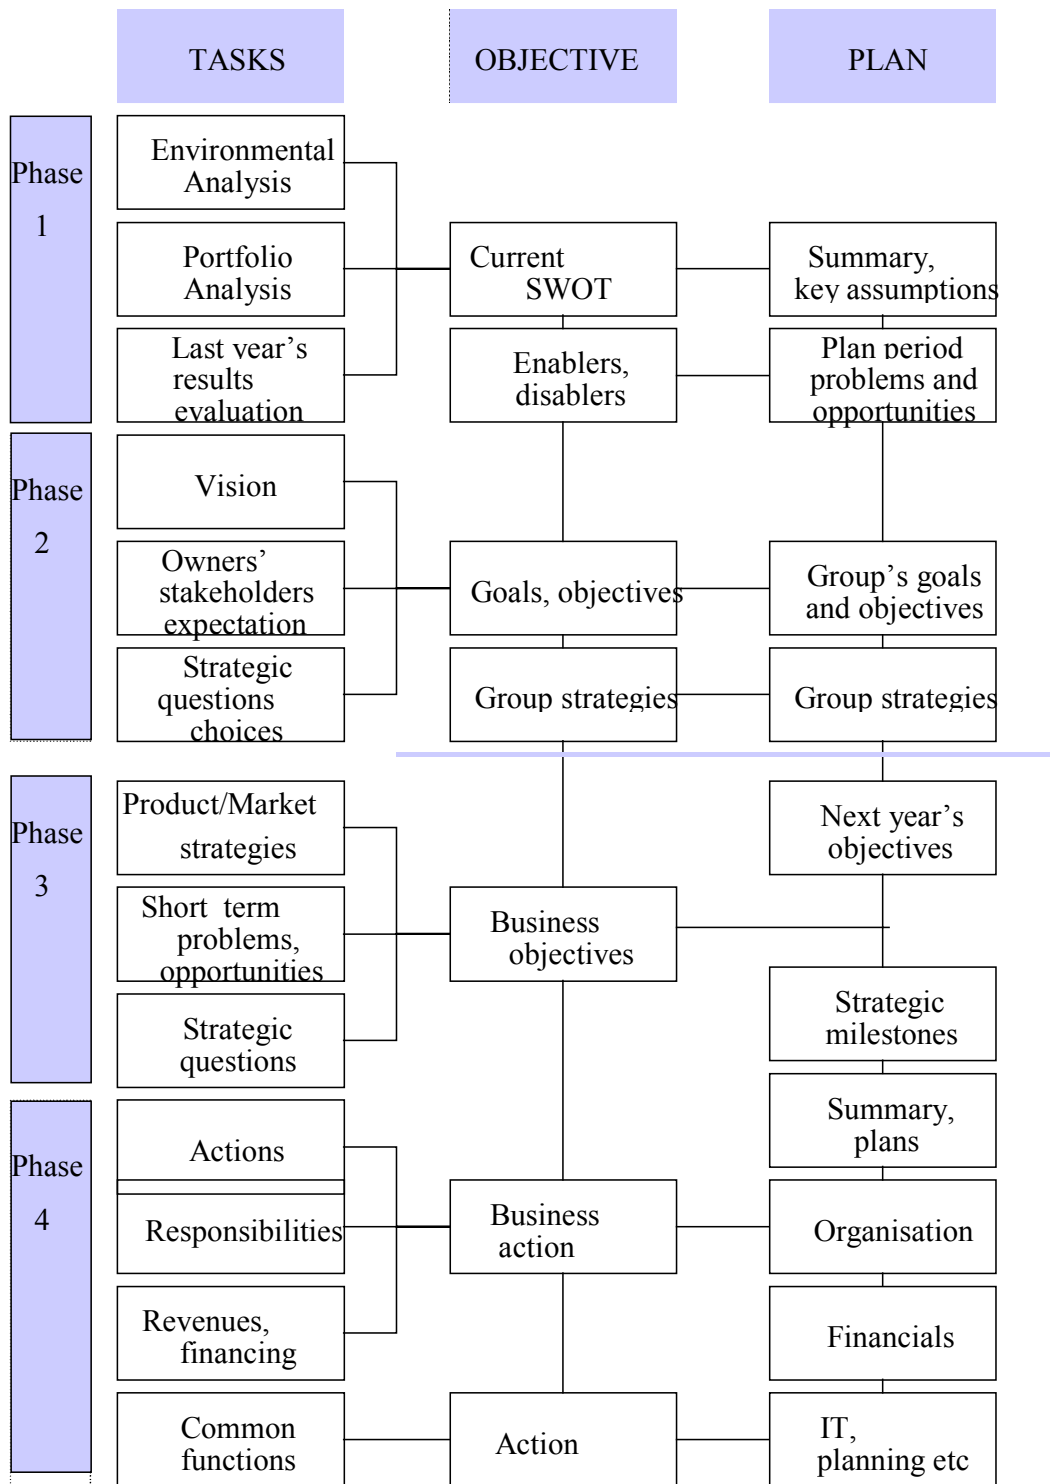 TASKS
OBJECTIVE
PLAN
Phase
1
Environmental
Analysis
Portfolio
Analysis
Current
SWOT
Summary,
key assumptions
Last year's
results
evaluation
Enablers,
disablers
Plan period
problems and
opportunities
Phase
2
Vision
Owners'
stakeholders
expectation
Goals, objectives
Group's goals
and objectives
Strategic
questions
choices
Group strategies
Group strategies
Phase
3
Product/Market
strategies
Next year's
objectives
Short term
problems,
opportunities
Business
objectives
Strategic
questions
Strategic
milestones
Phase
4
Actions
Summary,
plans
Responsibilities
Business
action
Organisation
Revenues,
financing
Financials
Common
functions
Action
IT,
planning etc